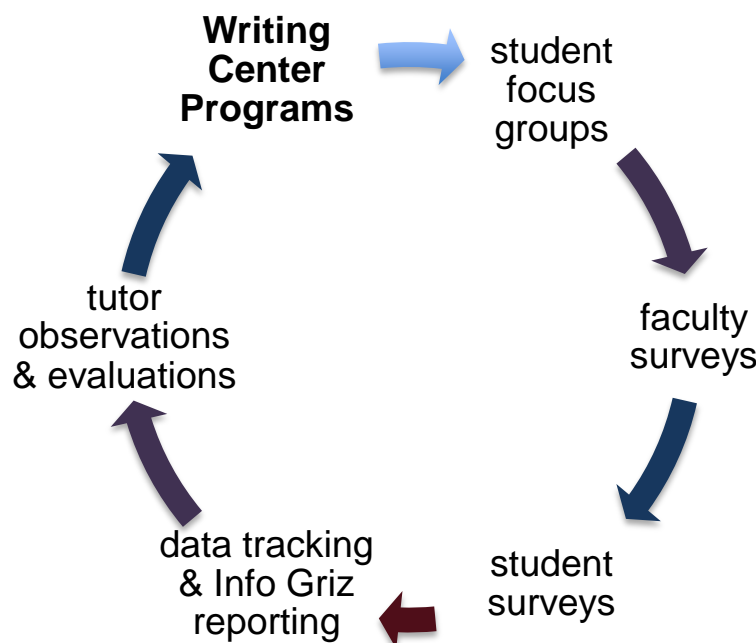 Writing
Center
Programs
student
focus
groups
faculty
surveys
student
surveys
data tracking
& Info Griz
reporting
tutor
observations
& evaluations